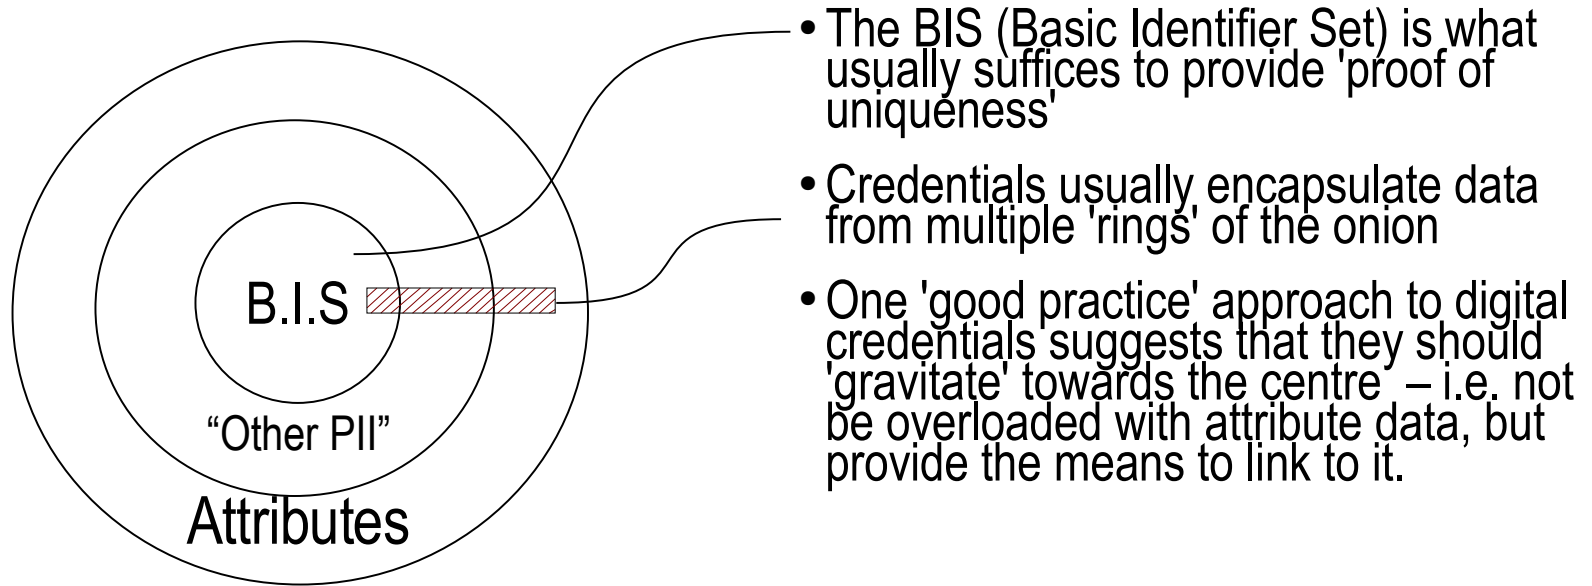 B.I.S
“Other PII”
Attributes
• The BIS (Basic Identifier Set) is what
usually suffices to provide 'proof of
uniqueness'
• Credentials usually encapsulate data
from multiple 'rings' of the onion
• One 'good practice' approach to digital
credentials suggests that they should
'gravitate' towards the centre – i.e. not
be overloaded with attribute data, but
provide the means to link to it.